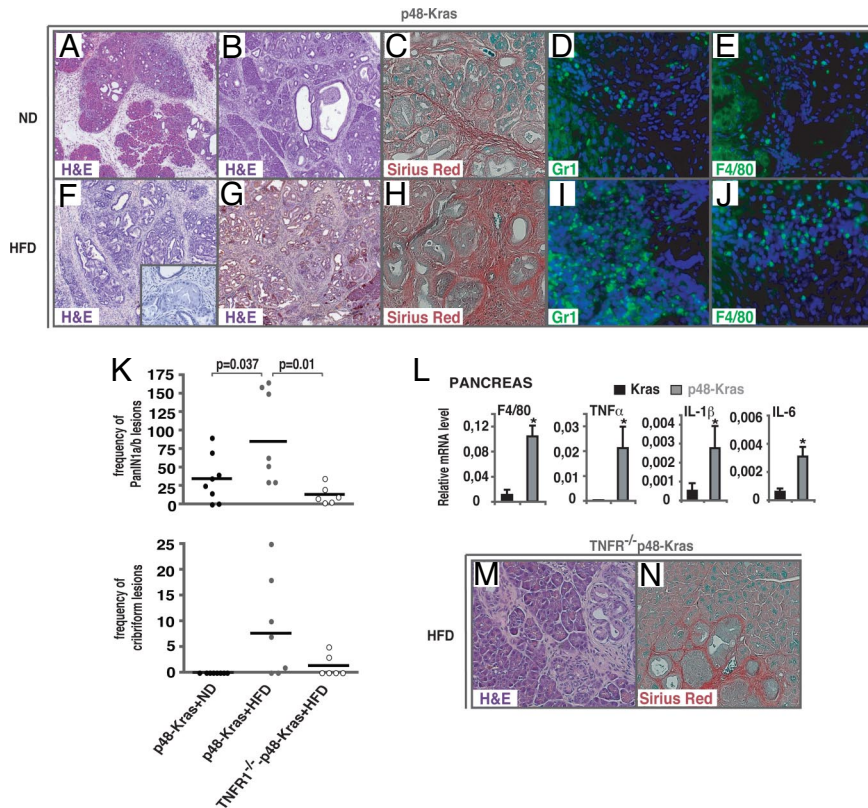 p48-Kras
A B C D E
ND
H&E H&E Sirius Red Gr1 F4/80
F G H I J
HFD
H&E H&E Sirius Red Gr1 F4/80
K
p=0.037 p=0.01
frequency of
PanIN1a/b lesions
175
150
125
100
75
50
25
0
frequency of
cribriform lesions
25
20
15
10
5
0
p48-Kras+ND
p48-Kras+HFD
TNFR1-/-p48-Kras+HFD
L
PANCREAS
Kras p48-Kras
Relative mRNA level
F4/80
0,12
0,08
0,04
0
*
TNFα
0,03
0,02
0,01
0
*
IL-1β
0,004
0,003
0,002
0,001
0
*
IL-6
0,006
0,004
0,002
0
*
TNFR-/-p48-Kras
M N
HFD
H&E Sirius Red